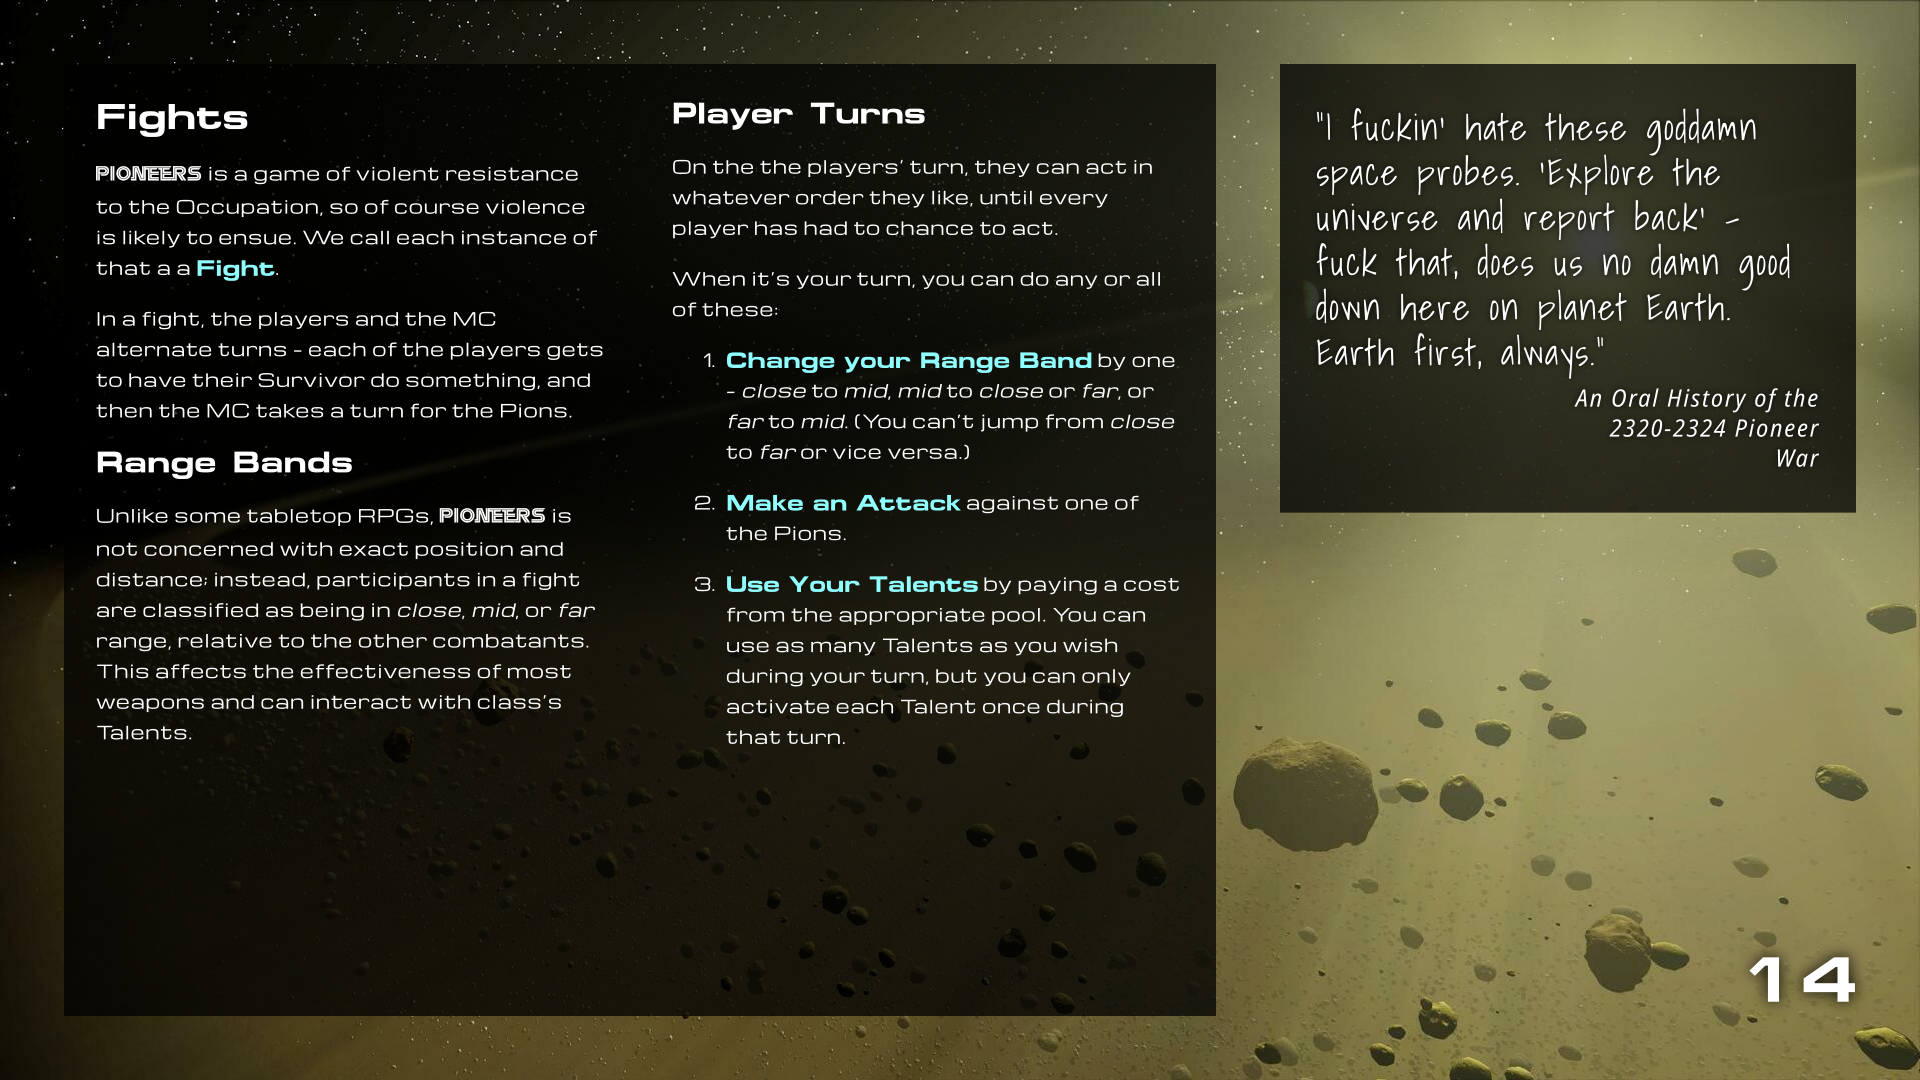 Fights
PIONEERS is a game of violent resistance
to the Occupation, so of course violence
is likely to ensue. We call each instance of
that a a Fight.
In a fight, the players and the MC
alternate turns - each of the players gets
to have their Survivor do something, and
then the MC takes a turn for the Pions.
Range Bands
Unlike some tabletop RPGs, PIONEERS is
not concerned with exact position and
distance; instead, participants in a fight
are classified as being in close, mid, or far
range, relative to the other combatants.
This affects the effectiveness of most
weapons and can interact with class's
Talents.
Player Turns
On the the players' turn, they can act in
whatever order they like, until every
player has had to chance to act.
When it's your turn, you can do any or all
of these:
1. Change your Range Band by one
- close to mid, mid to close or far, or
far to mid. (You can't jump from close
to far or vice versa.)
2. Make an Attack against one of
the Pions.
3. Use Your Talents by paying a cost
from the appropriate pool. You can
use as many Talents as you wish
during your turn, but you can only
activate each Talent once during
that turn.
"I fuckin' hate these goddamn
space probes. 'Explore the
universe and report back' -
fuck that, does us no damn good
down here on planet Earth.
Earth first, always."
An Oral History of the
2320-2324 Pioneer
War
14